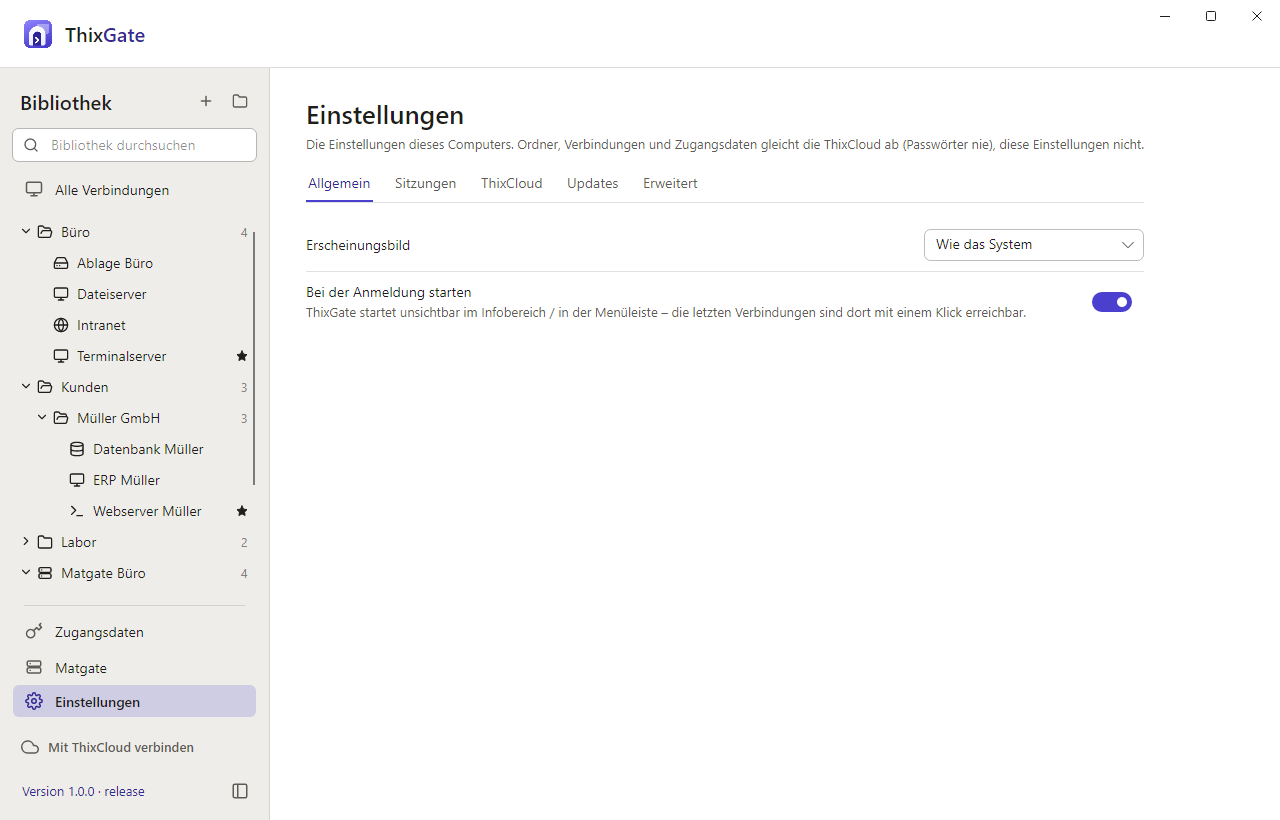 ThixGate
Bibliothek
Bibliothek durchsuchen
Alle Verbindungen
Büro 4
Ablage Büro
Dateiserver
Intranet
Terminalserver
Kunden 3
Müller GmbH 3
Datenbank Müller
ERP Müller
Webserver Müller
Labor 2
Matgate Büro 4
Zugangsdaten
Matgate
Einstellungen
Mit ThixCloud verbinden
Version 1.0.0 · release
Einstellungen
Die Einstellungen dieses Computers. Ordner, Verbindungen und Zugangsdaten gleicht die ThixCloud ab (Passwörter nie), diese Einstellungen nicht.
Allgemein Sitzungen ThixCloud Updates Erweitert
Erscheinungsbild Wie das System
Bei der Anmeldung starten
ThixGate startet unsichtbar im Infobereich / in der Menüleiste – die letzten Verbindungen sind dort mit einem Klick erreichbar.